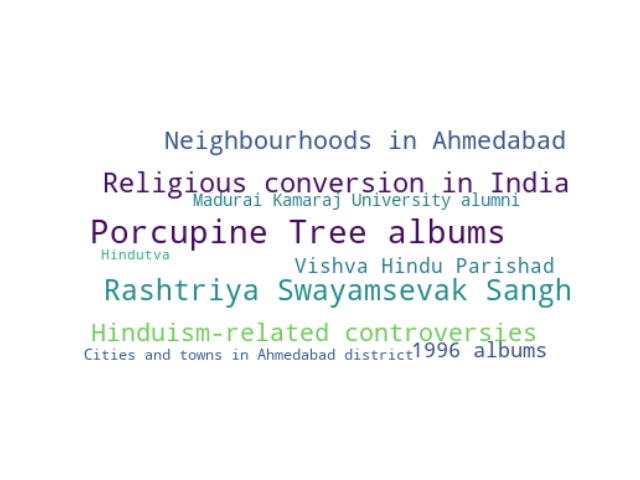 Neighbourhoods in Ahmedabad
Religious conversion in India
Madurai Kamaraj University alumni
Porcupine Tree albums
Hindutva
Vishva Hindu Parishad
Rashtriya Swayamsevak Sangh
Hinduism-related controversies
Cities and towns in Ahmedabad district
1996 albums